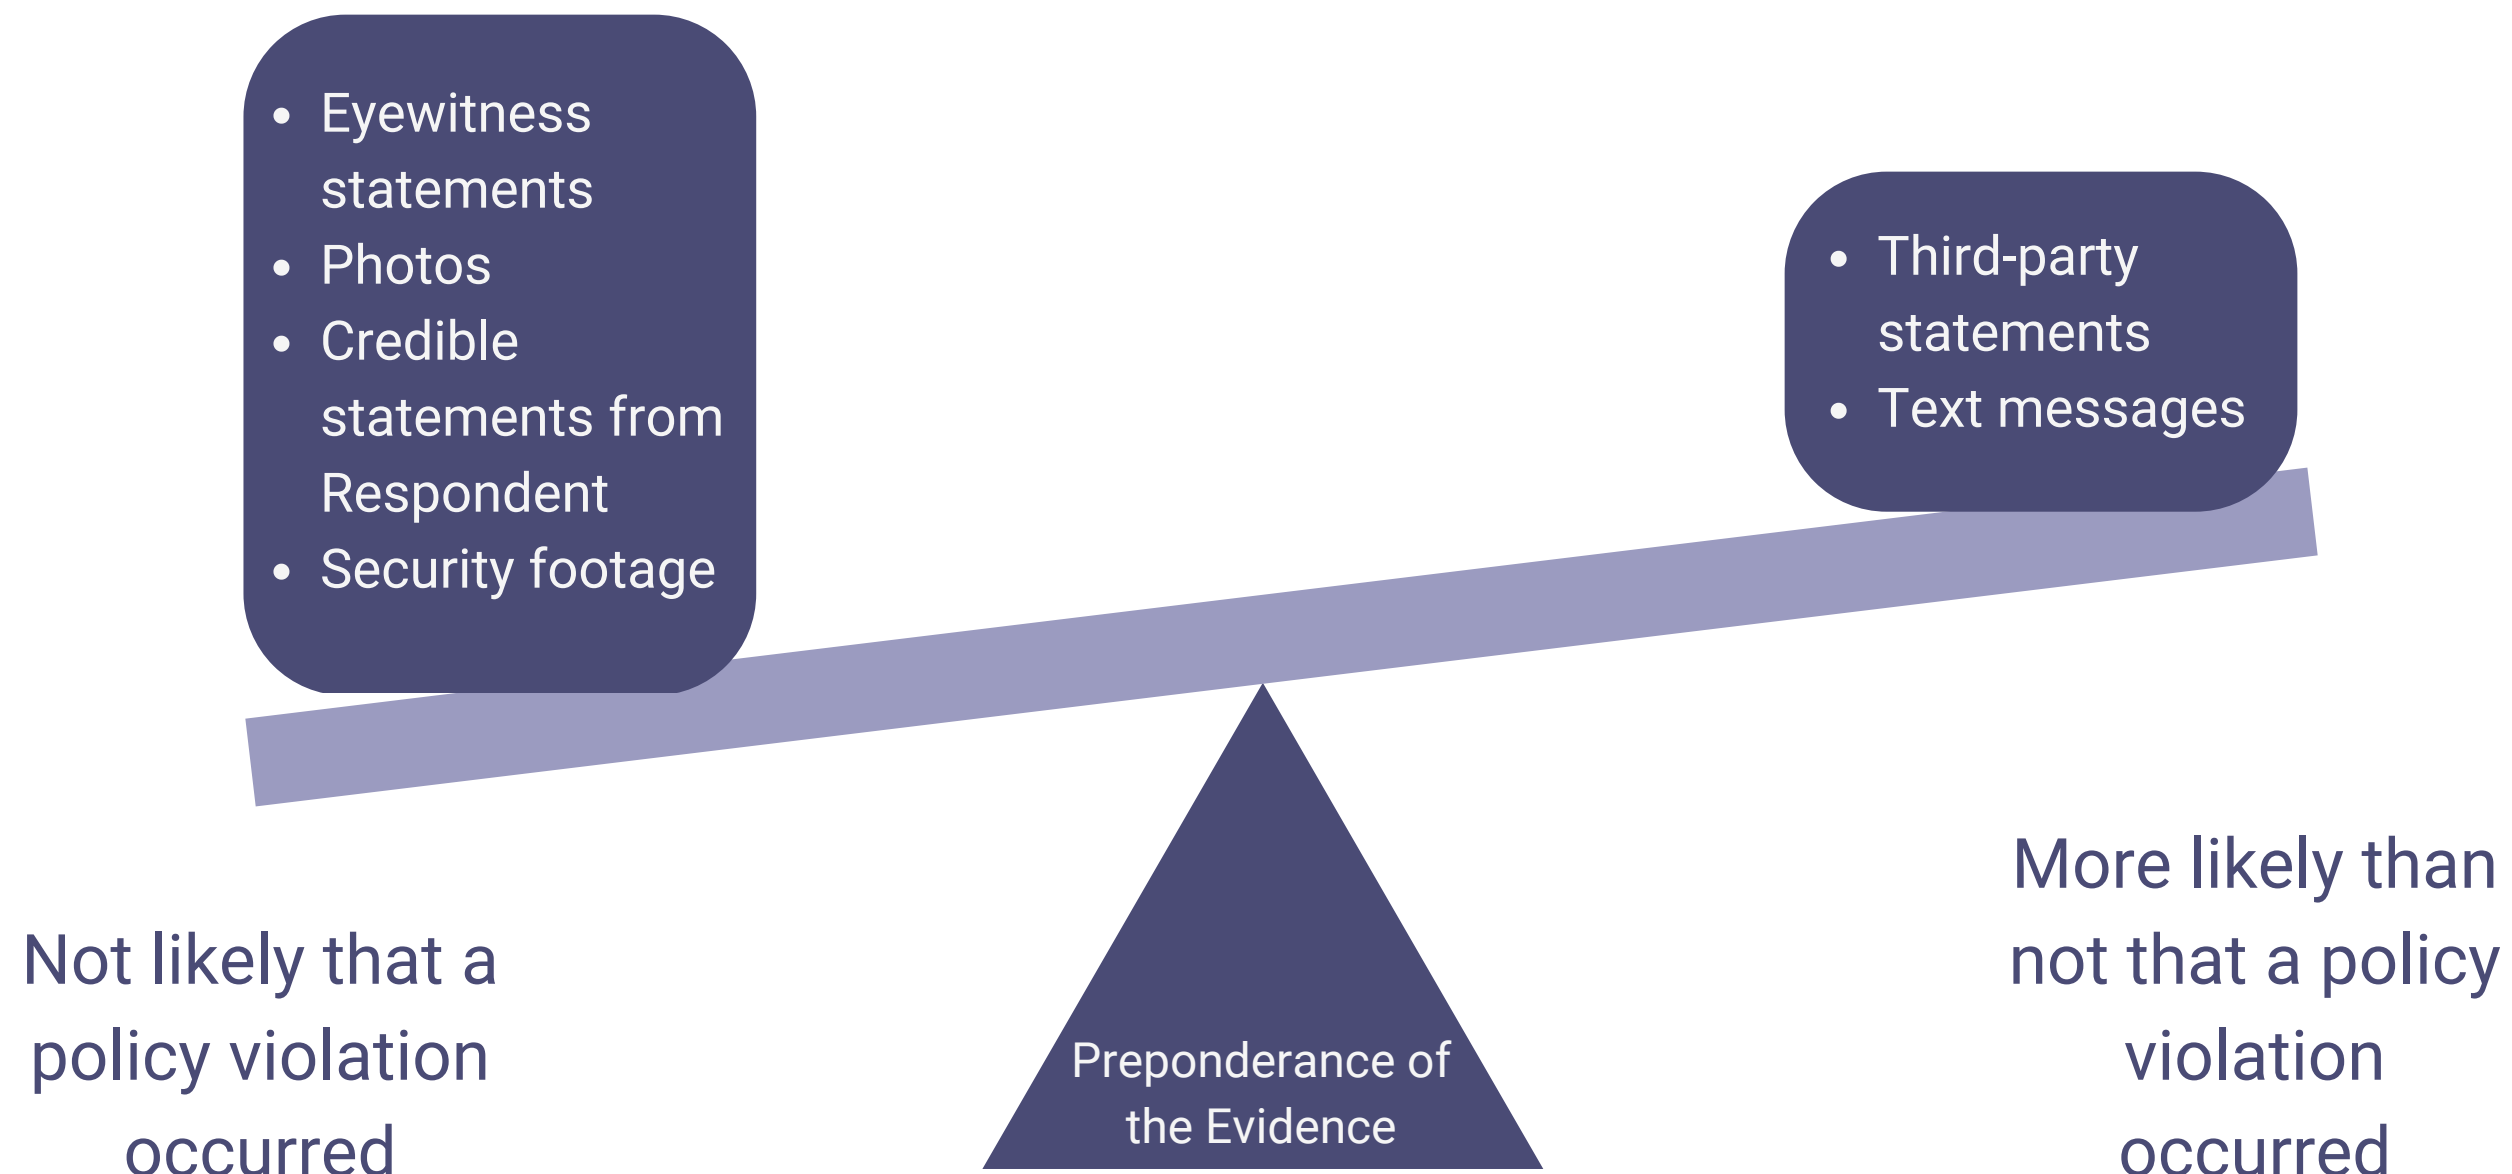 Eyewitness
statements
Photos
Credible
statements from
Respondent
Security footage
Third-party
statements
Text messages
Not likely that a
policy violation
occurred
More likely than
not that a policy
violation
occurred
Preponderance of
the Evidence